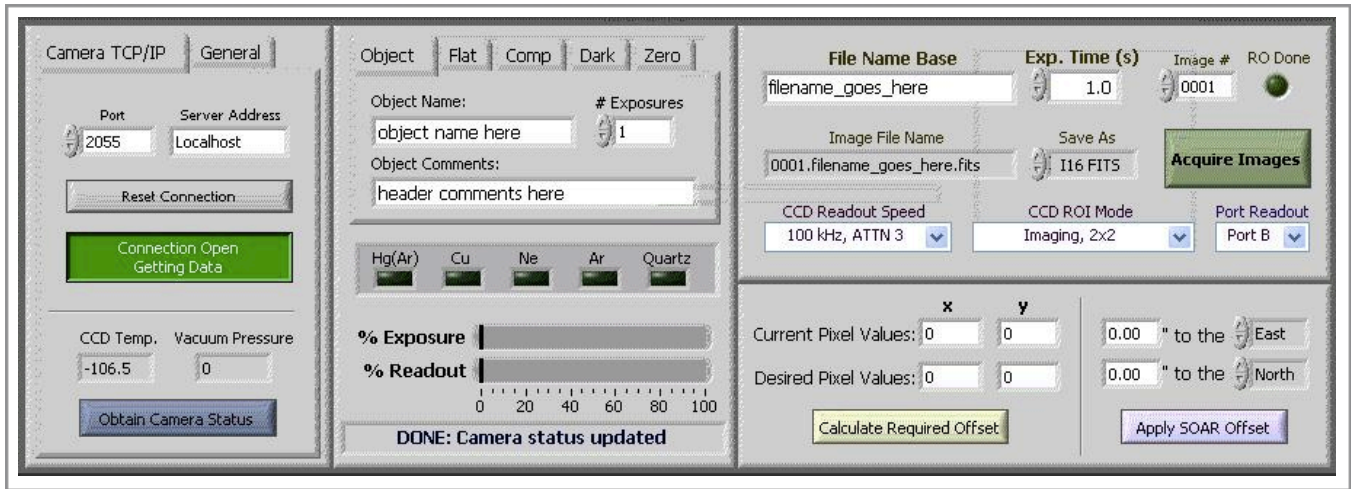 Camera TCP/IP General
Port Server Address
2055 Localhost
Reset Connection
Connection Open
Getting Data
CCD Temp. Vacuum Pressure
-106.5 0
Obtain Camera Status
Object Flat Comp Dark Zero
Object Name: # Exposures
object name here 1
Object Comments:
header comments here
Hg(Ar) Cu Ne Ar Quartz
% Exposure
% Readout
0 20 40 60 80 100
DONE: Camera status updated
File Name Base Exp. Time (s) Image # RO Done
filename_goes_here 1.0 0001
Image File Name Save As
0001.filename_goes_here.fits I16 FITS Acquire Images
CCD Readout Speed CCD ROI Mode Port Readout
100 kHz, ATTN 3 Imaging, 2x2 Port B
x y
Current Pixel Values: 0 0 0.00 " to the East
Desired Pixel Values: 0 0 0.00 " to the North
Calculate Required Offset Apply SOAR Offset